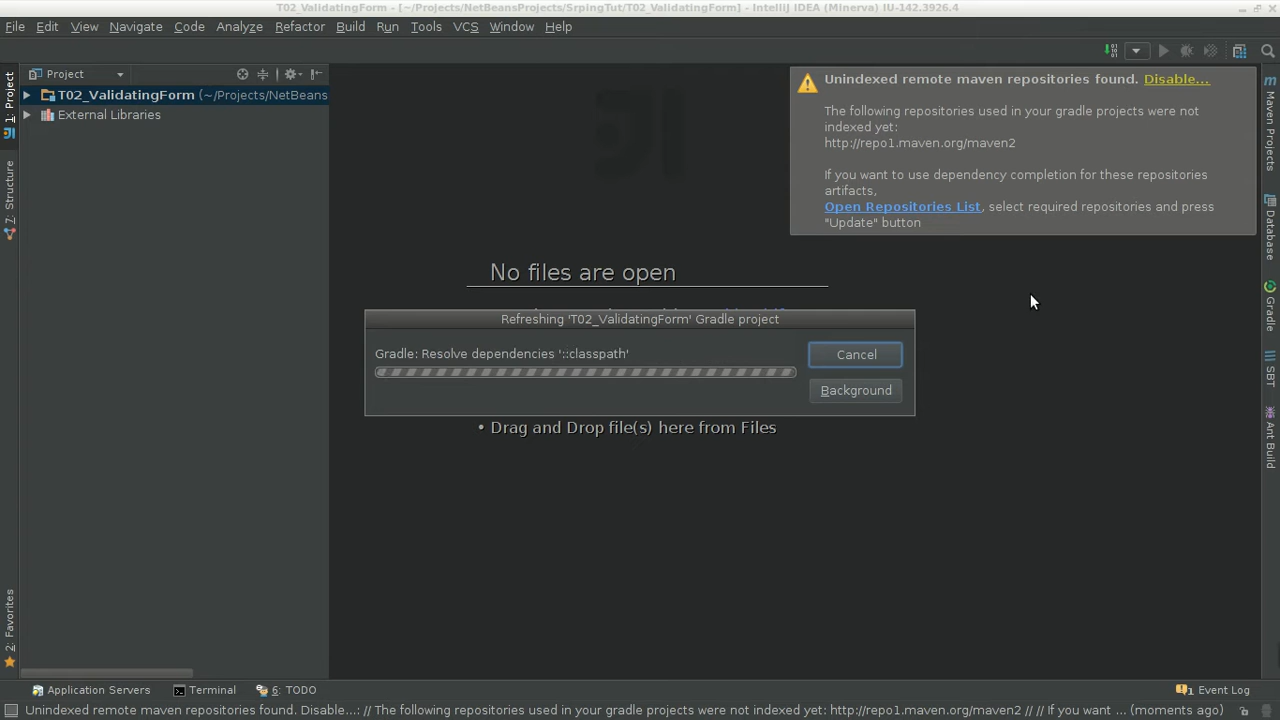 T02_ValidatingForm - [~/Projects/NetBeansProjects/SrpingTut/T02_ValidatingForm] - IntelliJ IDEA (Minerva) IU-142.3926.4
File Edit View Navigate Code Analyze Refactor Build Run Tools VCS Window Help
Project
T02_ValidatingForm (~/Projects/NetBeans
External Libraries
1: Project
7: Structure
2: Favorites
Unindexed remote maven repositories found. Disable...
The following repositories used in your gradle projects were not
indexed yet:
http://repo1.maven.org/maven2
If you want to use dependency completion for these repositories
artifacts,
Open Repositories List, select required repositories and press
"Update" button
No files are open
Refreshing 'T02_ValidatingForm' Gradle project
Gradle: Resolve dependencies '::classpath'
Cancel
Background
• Drag and Drop file(s) here from Files
Maven Projects
Database
Gradle
SBT
Ant Build
Application Servers Terminal 6: TODO Event Log
Unindexed remote maven repositories found. Disable...: // The following repositories used in your gradle projects were not indexed yet: http://repo1.maven.org/maven2 // // If you want ... (moments ago)